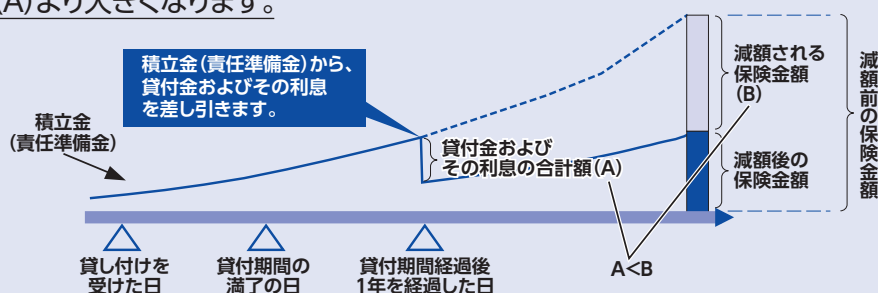 (A)より大きくなります。
積立金(責任準備金)から、
貸付金およびその利息
を差し引きます。
積立金
(責任準備金)
貸付金および
その利息の合計額(A)
減額される
保険金額
(B)
減額後の
保険金額
減額前の保険金額
貸し付けを
受けた日
貸付期間の
満了の日
貸付期間経過後
1年を経過した日
A<B